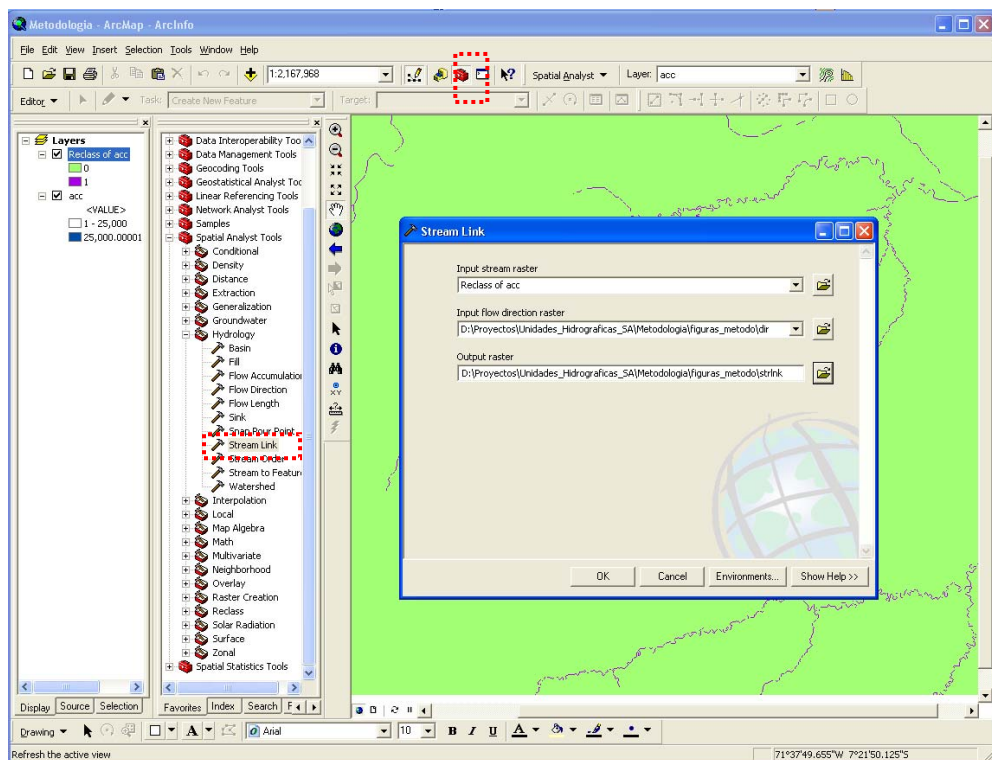 Metodologia - ArcMap - ArcInfo
File Edit View Insert Selection Tools Window Help
1:2,167,968
Spatial Analyst
Layer: acc
Editor
Task: Create New Feature
Target:
Layers
Reclass of acc
0
1
acc
<VALUE>
1 - 25,000
25,000.00001
Data Interoperability Too
Data Management Tools
Geocoding Tools
Geostatistical Analyst Toc
Linear Referencing Tools
Network Analyst Tools
Samples
Spatial Analyst Tools
Conditional
Density
Distance
Extraction
Generalization
Groundwater
Hydrology
Basin
Fill
Flow Accumulation
Flow Direction
Flow Length
Sink
Snap Pour Point
Stream Link
Stream Order
Stream to Feature
Watershed
Interpolation
Local
Map Algebra
Math
Multivariate
Neighborhood
Overlay
Raster Creation
Reclass
Solar Radiation
Surface
Zonal
Spatial Statistics Tools
Stream Link
Input stream raster
Reclass of acc
Input flow direction raster
D:\Proyectos\Unidades_Hidrograficas_SA\Metodologia\figuras_metodo\dir
Output raster
D:\Proyectos\Unidades_Hidrograficas_SA\Metodologia\figuras_metodo\strlnk
OK Cancel Environments... Show Help >>
Display Source Selection
Favorites Index Search F
Drawing
A
Arial
10
B I U A
Refresh the active view
71°37'49.655"W 7°21'50.125"S